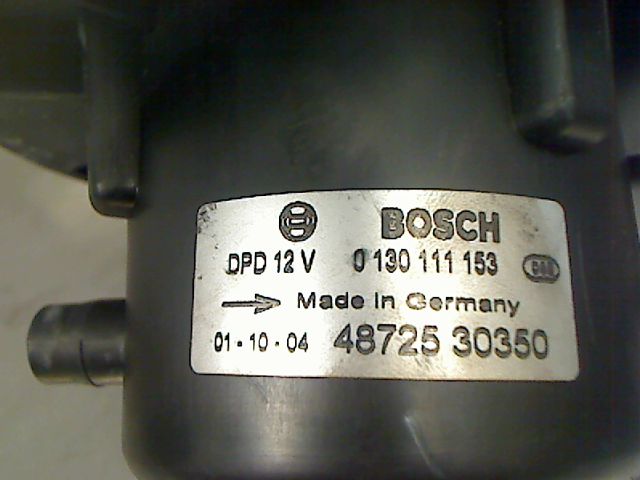 BOSCH
DPD 12 V 0 130 111 153
Made in Germany
01-10-04 48725 30350